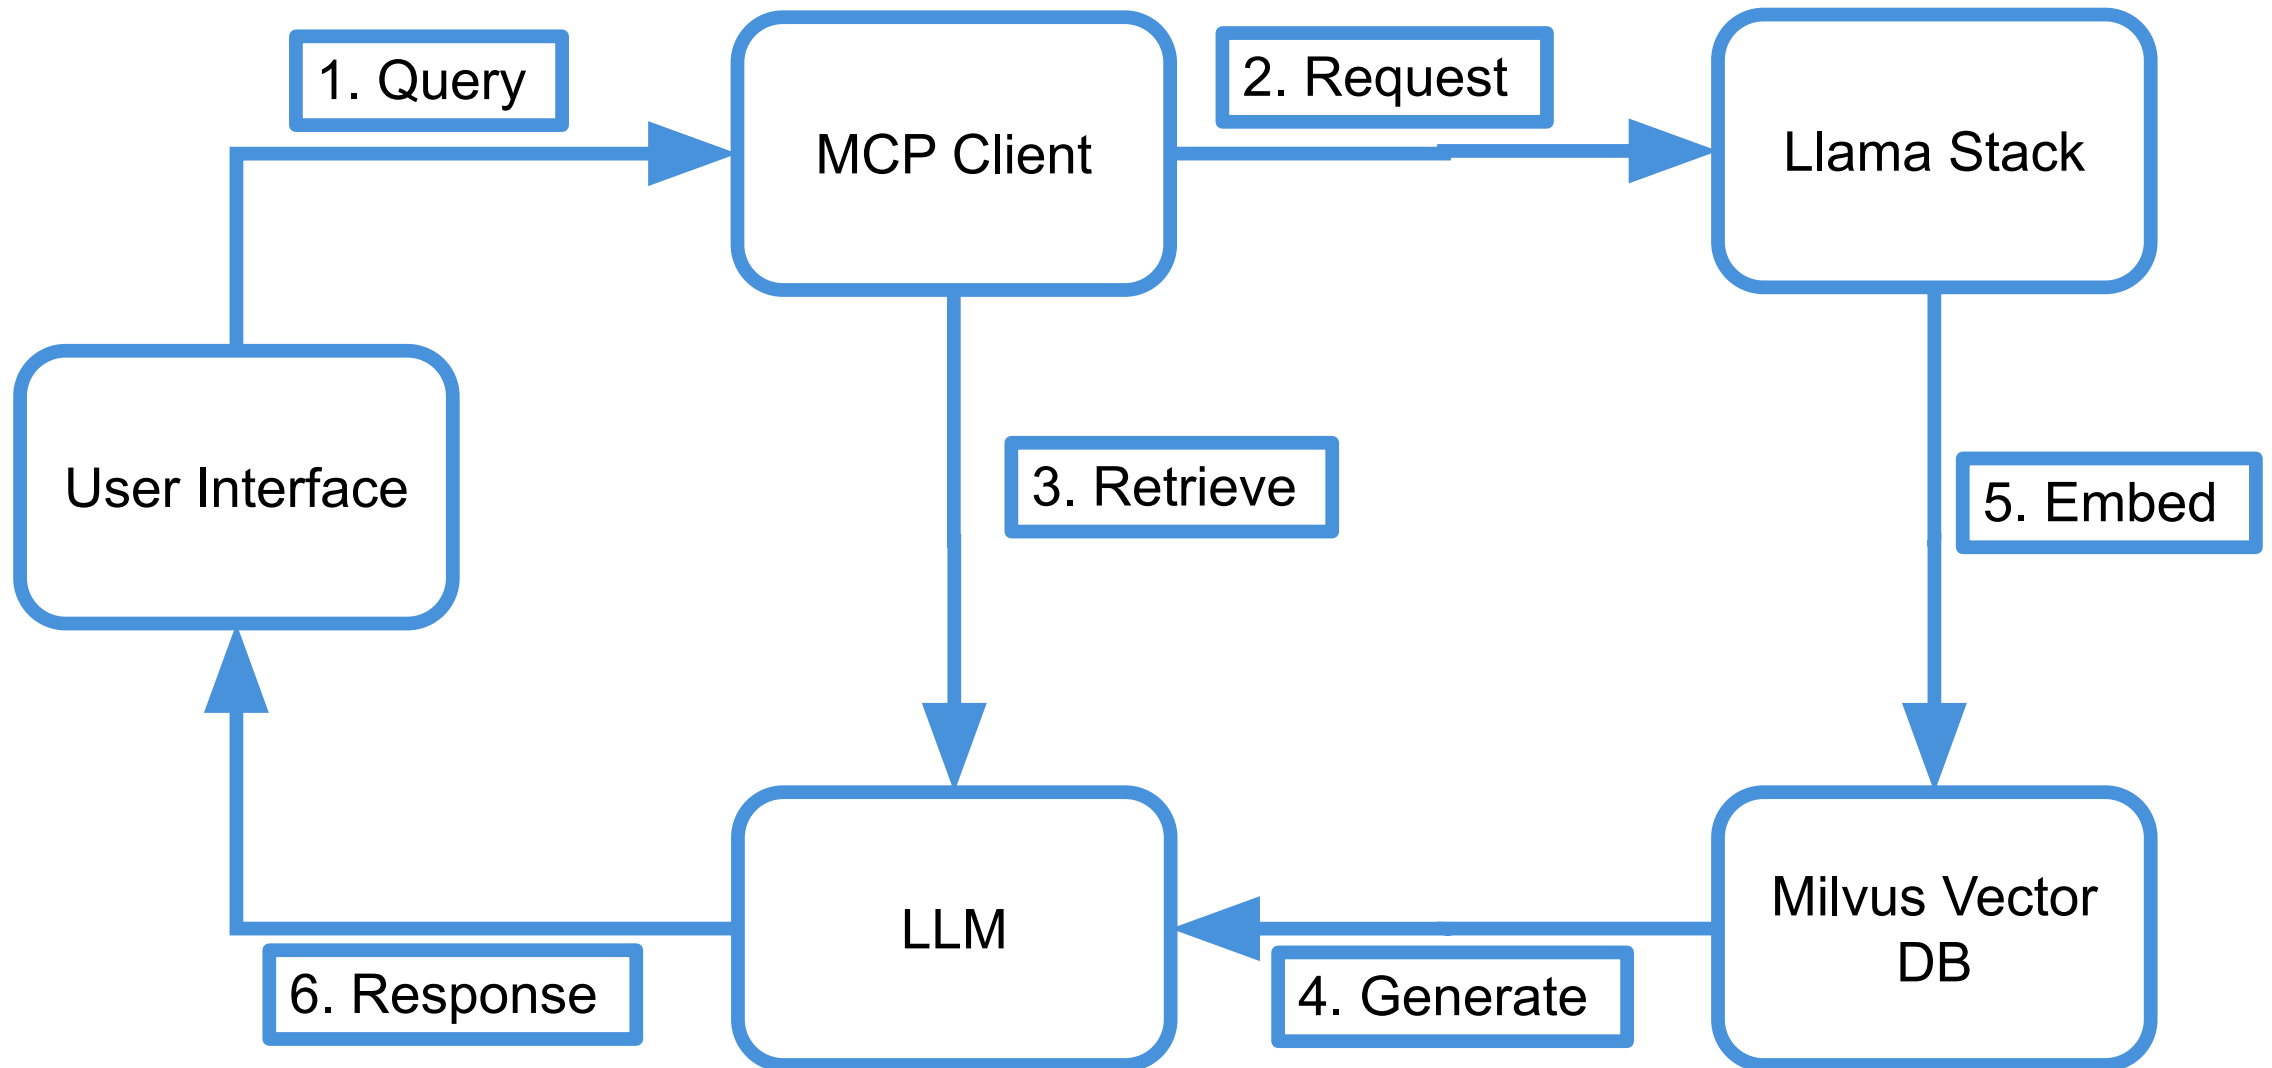 1. Query
MCP Client
2. Request
Llama Stack
User Interface
3. Retrieve
5. Embed
LLM
Milvus Vector
DB
6. Response
4. Generate